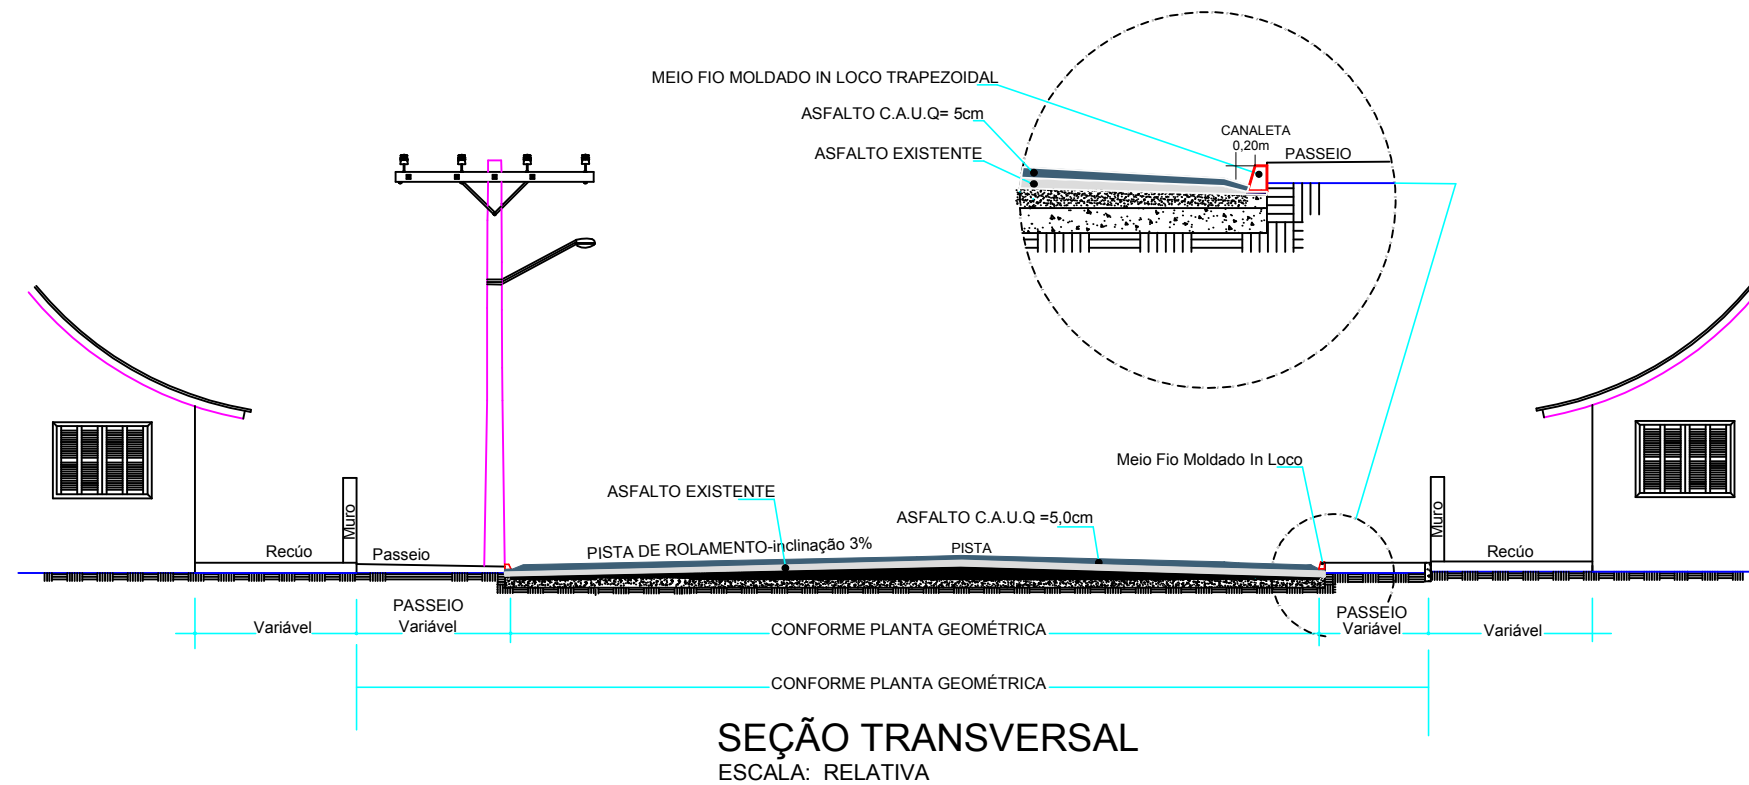 MEIO FIO MOLDADO IN LOCO TRAPEZOIDAL
ASFALTO C.A.U.Q= 5cm
ASFALTO EXISTENTE
CANALETA
0,20m
PASSEIO
Meio Fio Moldado In Loco
ASFALTO EXISTENTE
ASFALTO C.A.U.Q =5,0cm
Muro
Muro
Recúo
Passeio
PISTA DE ROLAMENTO-inclinação 3%
PISTA
Recúo
PASSEIO
Variável
Variável
CONFORME PLANTA GEOMÉTRICA
PASSEIO
Variável
Variável
CONFORME PLANTA GEOMÉTRICA
SEÇÃO TRANSVERSAL
ESCALA: RELATIVA